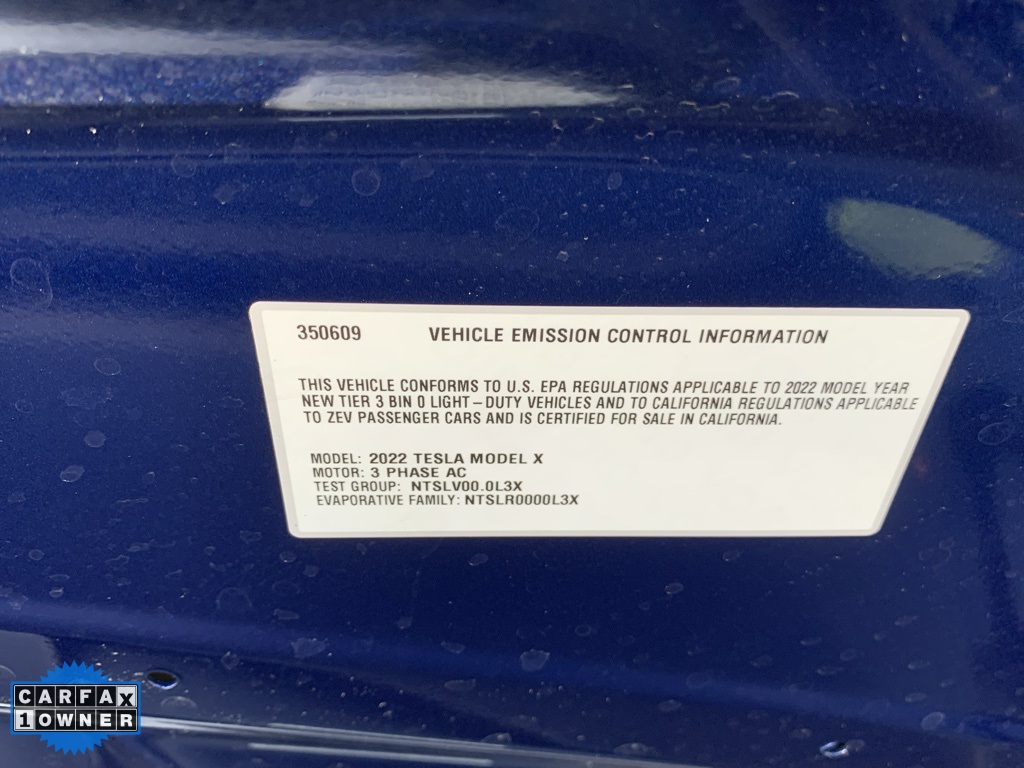 350609 VEHICLE EMISSION CONTROL INFORMATION
THIS VEHICLE CONFORMS TO U.S. EPA REGULATIONS APPLICABLE TO 2022 MODEL YEAR
NEW TIER 3 BIN 0 LIGHT-DUTY VEHICLES AND TO CALIFORNIA REGULATIONS APPLICABLE
TO ZEV PASSENGER CARS AND IS CERTIFIED FOR SALE IN CALIFORNIA.
MODEL: 2022 TESLA MODEL X
MOTOR: 3 PHASE AC
TEST GROUP: NTSLV00.0L3X
EVAPORATIVE FAMILY: NTSLR0000L3X
CARFAX
1 OWNER